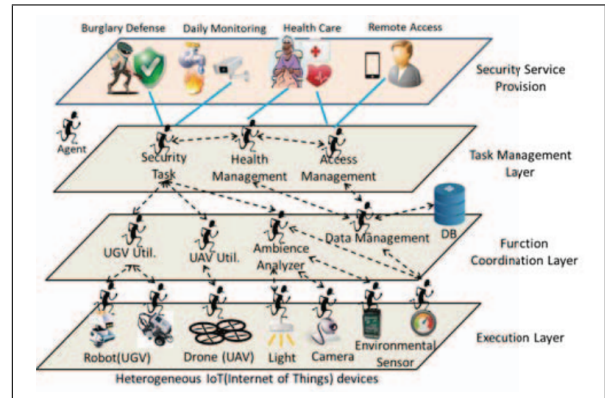 Burglary Defense Daily Monitoring Health Care Remote Access
Security Service
Provision
Agent
Security
Task
Health
Management
Access
Management
Task Management
Layer
UGV Util.
UAV Util.
Ambience
Analyzer
Data Management
DB
Function
Coordination Layer
Robot(UGV)
Drone (UAV)
Light
Camera
Environmental
Sensor
Execution Layer
Heterogeneous IoT(Internet of Things) devices